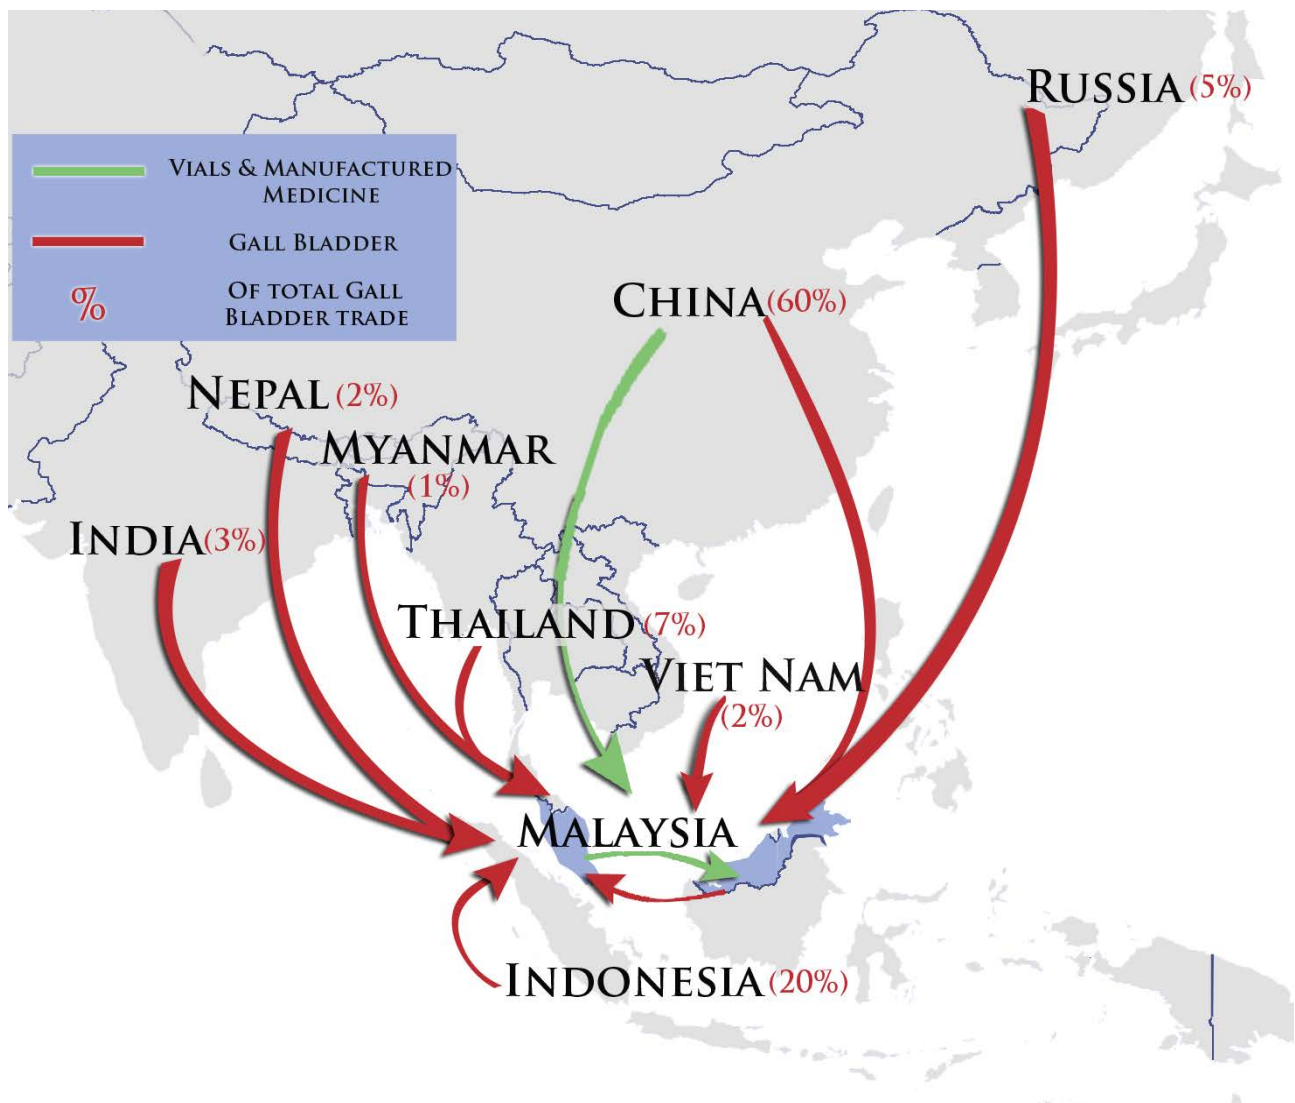 RUSSIA (5%)
VIALS & MANUFACTURED
MEDICINE
GALL BLADDER
%
OF TOTAL GALL
BLADDER TRADE
CHINA (60%)
NEPAL (2%)
MYANMAR
(1%)
INDIA (3%)
THAILAND (7%)
VIET NAM
(2%)
MALAYSIA
INDONESIA (20%)